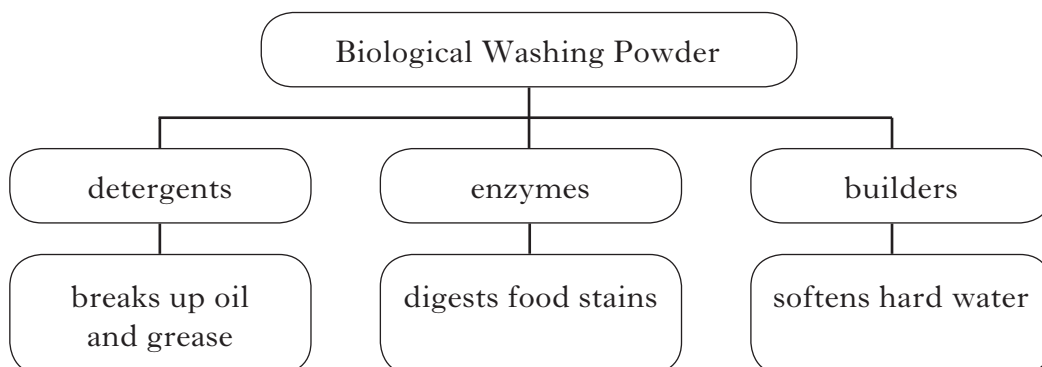 Biological Washing Powder
detergents
enzymes
builders
breaks up oil
and grease
digests food stains
softens hard water